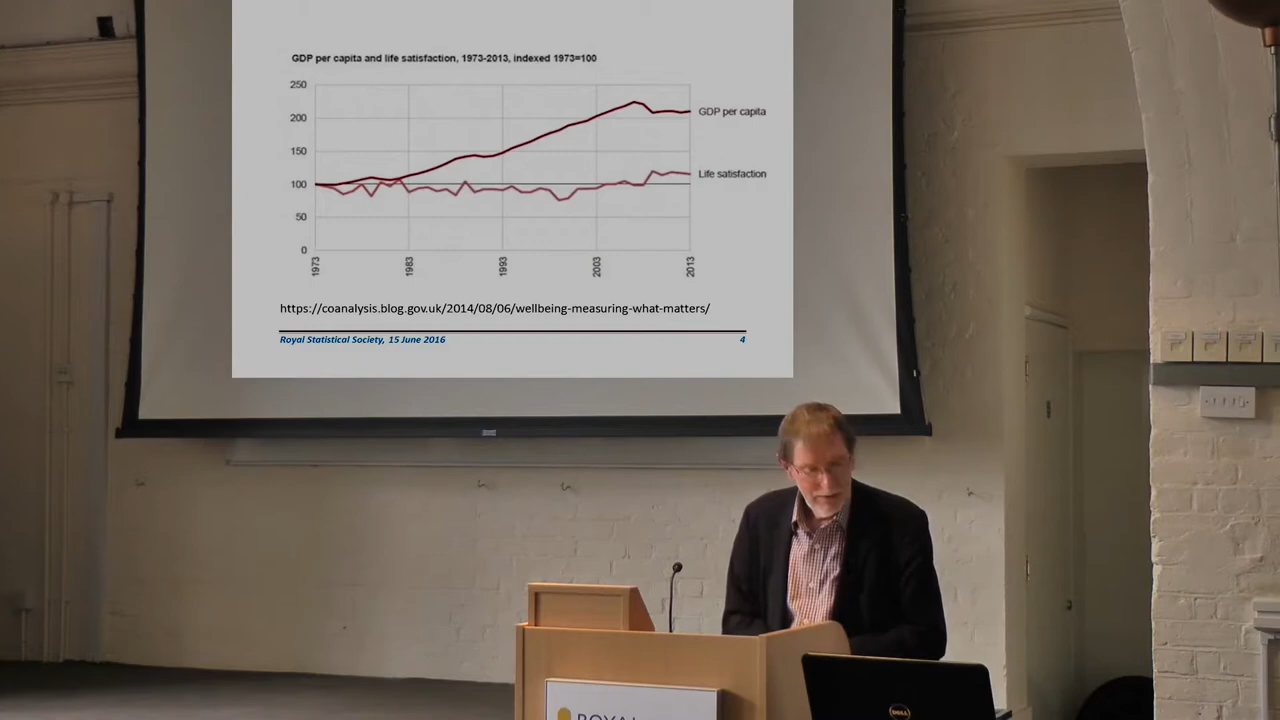 GDP per capita and life satisfaction, 1973-2013, indexed 1973=100
250
200
150
100
50
0
GDP per capita
Life satisfaction
1973
1983
1993
2003
2013
https://coanalysis.blog.gov.uk/2014/08/06/wellbeing-measuring-what-matters/
Royal Statistical Society, 15 June 2016 4
ROYAL
DELL